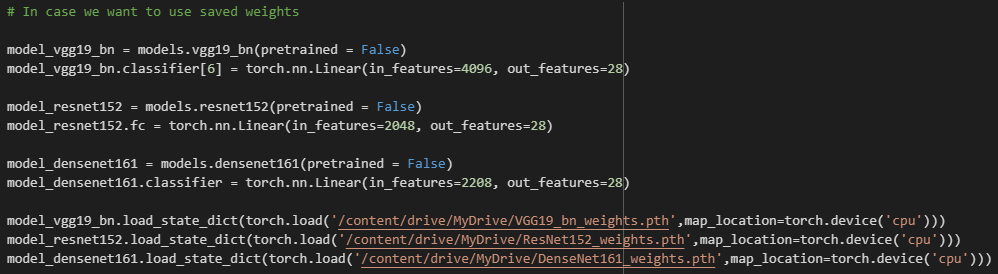 # In case we want to use saved weights
model_vgg19_bn = models.vgg19_bn(pretrained = False)
model_vgg19_bn.classifier[6] = torch.nn.Linear(in_features=4096, out_features=28)
model_resnet152 = models.resnet152(pretrained = False)
model_resnet152.fc = torch.nn.Linear(in_features=2048, out_features=28)
model_densenet161 = models.densenet161(pretrained = False)
model_densenet161.classifier = torch.nn.Linear(in_features=2208, out_features=28)
model_vgg19_bn.load_state_dict(torch.load('/content/drive/MyDrive/VGG19_bn_weights.pth',map_location=torch.device('cpu')))
model_resnet152.load_state_dict(torch.load('/content/drive/MyDrive/ResNet152_weights.pth',map_location=torch.device('cpu')))
model_densenet161.load_state_dict(torch.load('/content/drive/MyDrive/DenseNet161_weights.pth',map_location=torch.device('cpu')))